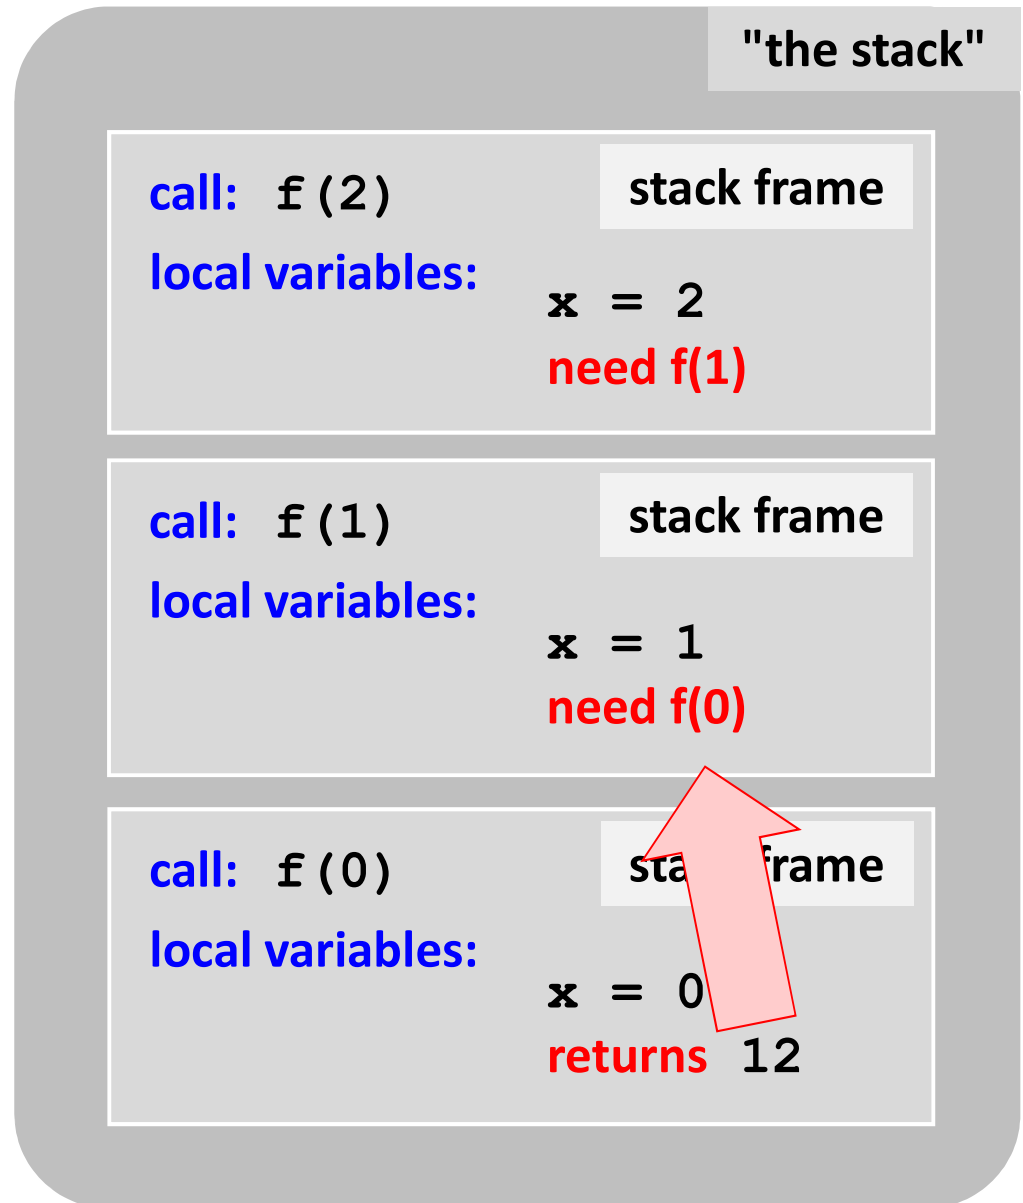 "the stack"
call: f(2)
stack frame
local variables:
x = 2
need f(1)
call: f(1)
stack frame
local variables:
x = 1
need f(0)
call: f(0)
stack frame
local variables:
x = 0
returns 12